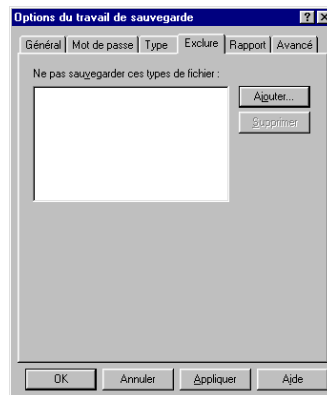 Options du travail de sauvegarde
Général Mot de passe Type Exclure Rapport Avancé
Ne pas sauvegarder ces types de fichier :
Ajouter...
Supprimer
OK Annuler Appliquer Aide